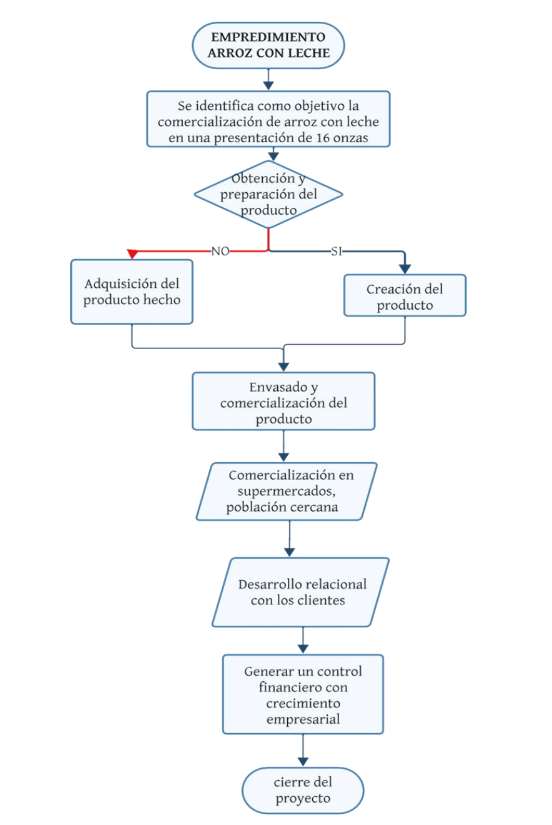 EMPREDIMIENTO
ARROZ CON LECHE
Se identifica como objetivo la
comercialización de arroz con leche
en una presentación de 16 onzas
Obtención y
preparación del
producto
NO
SI
Adquisición del
producto hecho
Creación del
producto
Envasado y
comercialización del
producto
Comercialización en
supermercados,
población cercana
Desarrollo relacional
con los clientes
Generar un control
financiero con
crecimiento
empresarial
cierre del
proyecto